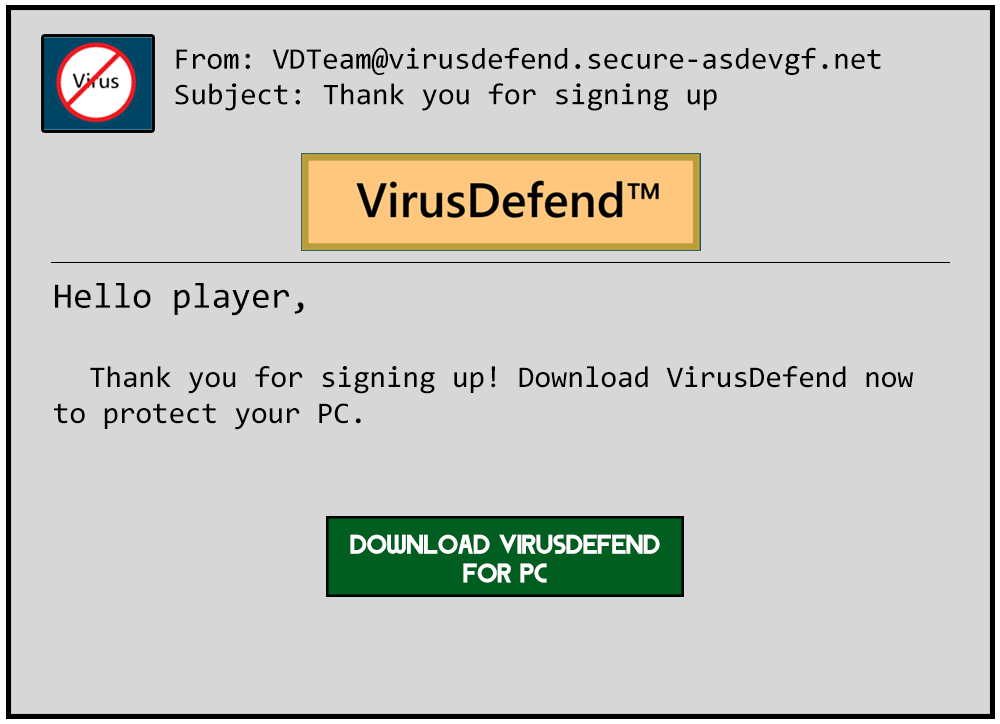 Virus
From: VDTeam@virusdefend.secure-asdevgf.net
Subject: Thank you for signing up
VirusDefend™
Hello player,
Thank you for signing up! Download VirusDefend now
to protect your PC.
DOWNLOAD VIRUSDEFEND
FOR PC